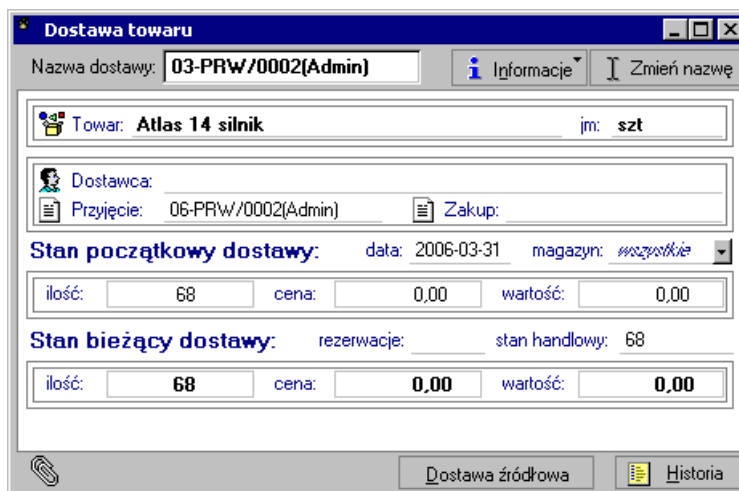 Dostawa towaru
Nazwa dostawy: 03-PRW/0002(Admin) Informacje Zmień nazwę
Towar: Atlas 14 silnik jm: szt
Dostawca:
Przyjęcie: 06-PRW/0002(Admin) Zakup:
Stan początkowy dostawy: data: 2006-03-31 magazyn: wszystkie
ilość: 68 cena: 0,00 wartość: 0,00
Stan bieżący dostawy: rezerwacje: stan handlowy: 68
ilość: 68 cena: 0,00 wartość: 0,00
Dostawa źródłowa Historia